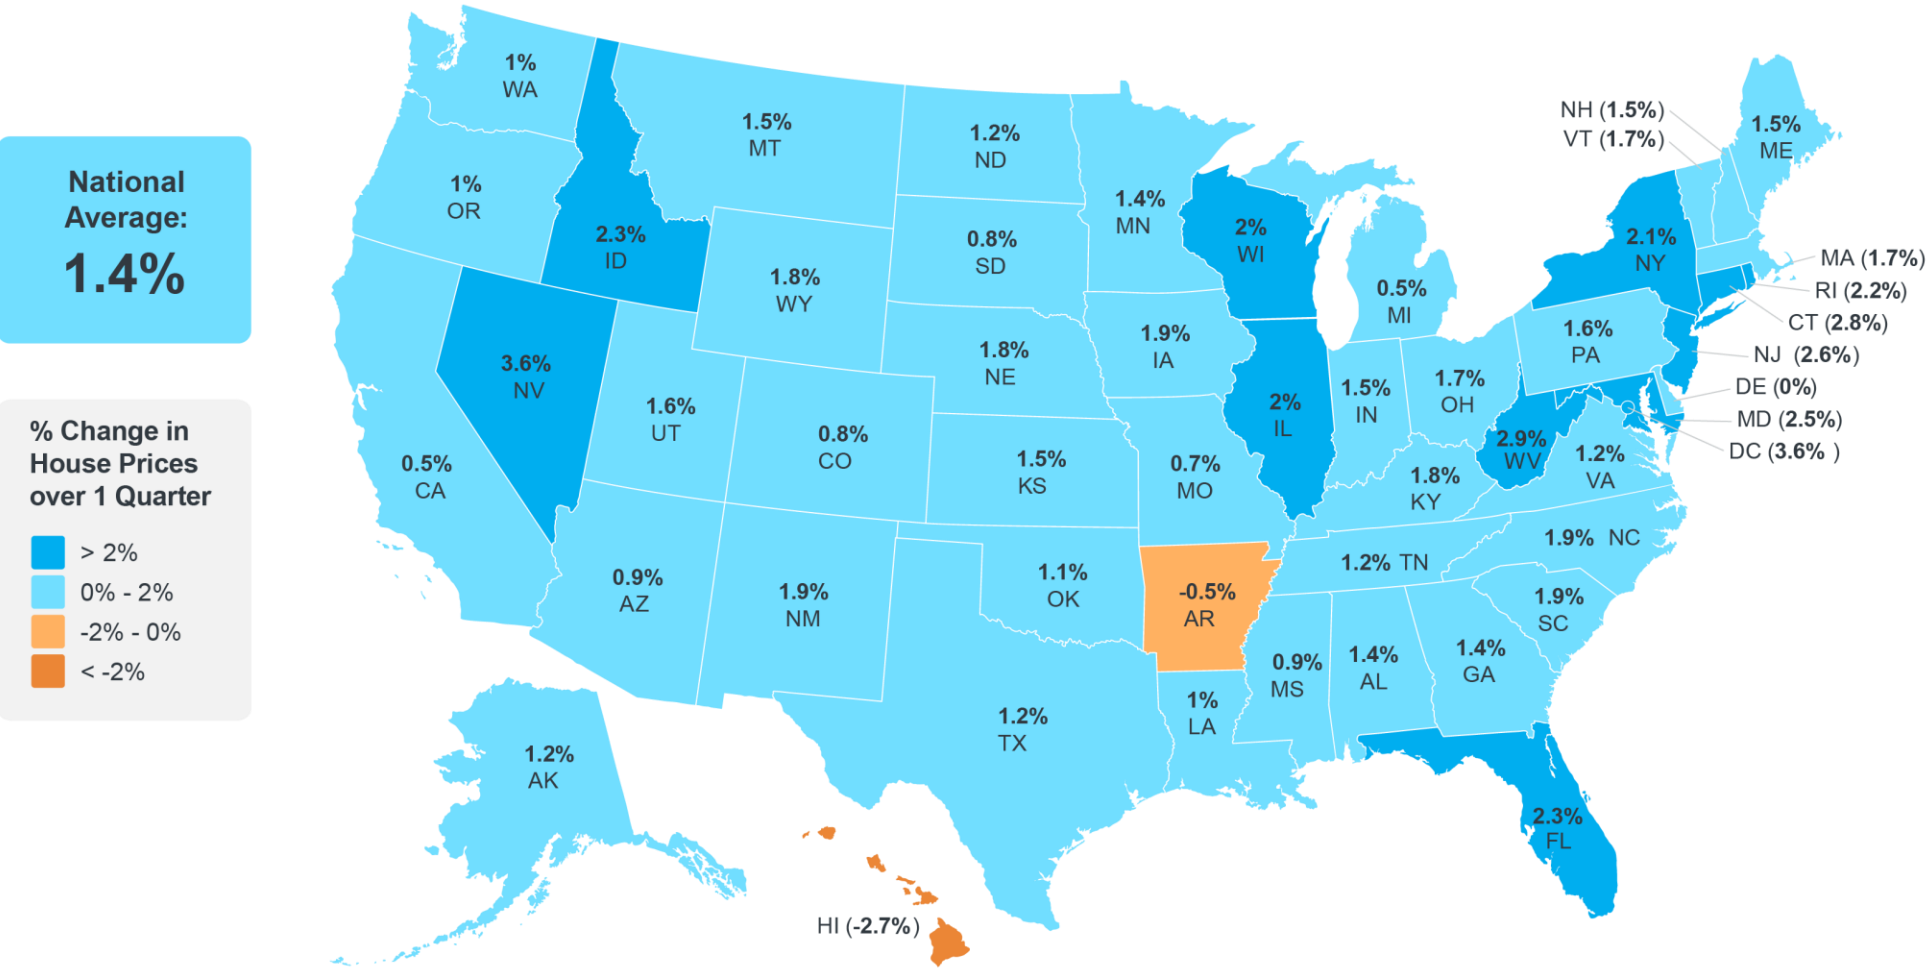 National
Average:
1.4%
% Change in
House Prices
over 1 Quarter
> 2%
0% - 2%
-2% - 0%
< -2%
1%
WA
1%
OR
2.3%
ID
1.5%
MT
1.2%
ND
0.8%
SD
1.4%
MN
2%
WI
0.5%
MI
1.8%
WY
3.6%
NV
0.5%
CA
1.6%
UT
0.8%
CO
1.8%
NE
1.9%
IA
2%
IL
1.5%
IN
1.7%
OH
1.6%
PA
2.1%
NY
1.5%
ME
NH (1.5%)
VT (1.7%)
MA (1.7%)
RI (2.2%)
CT (2.8%)
NJ (2.6%)
DE (0%)
MD (2.5%)
DC (3.6% )
2.9%
WV
1.2%
VA
1.8%
KY
1.5%
KS
0.7%
MO
1.9% NC
1.2% TN
1.9%
SC
0.9%
AZ
1.9%
NM
1.1%
OK
-0.5%
AR
0.9%
MS
1.4%
AL
1.4%
GA
1%
LA
1.2%
TX
2.3%
FL
1.2%
AK
HI (-2.7%)